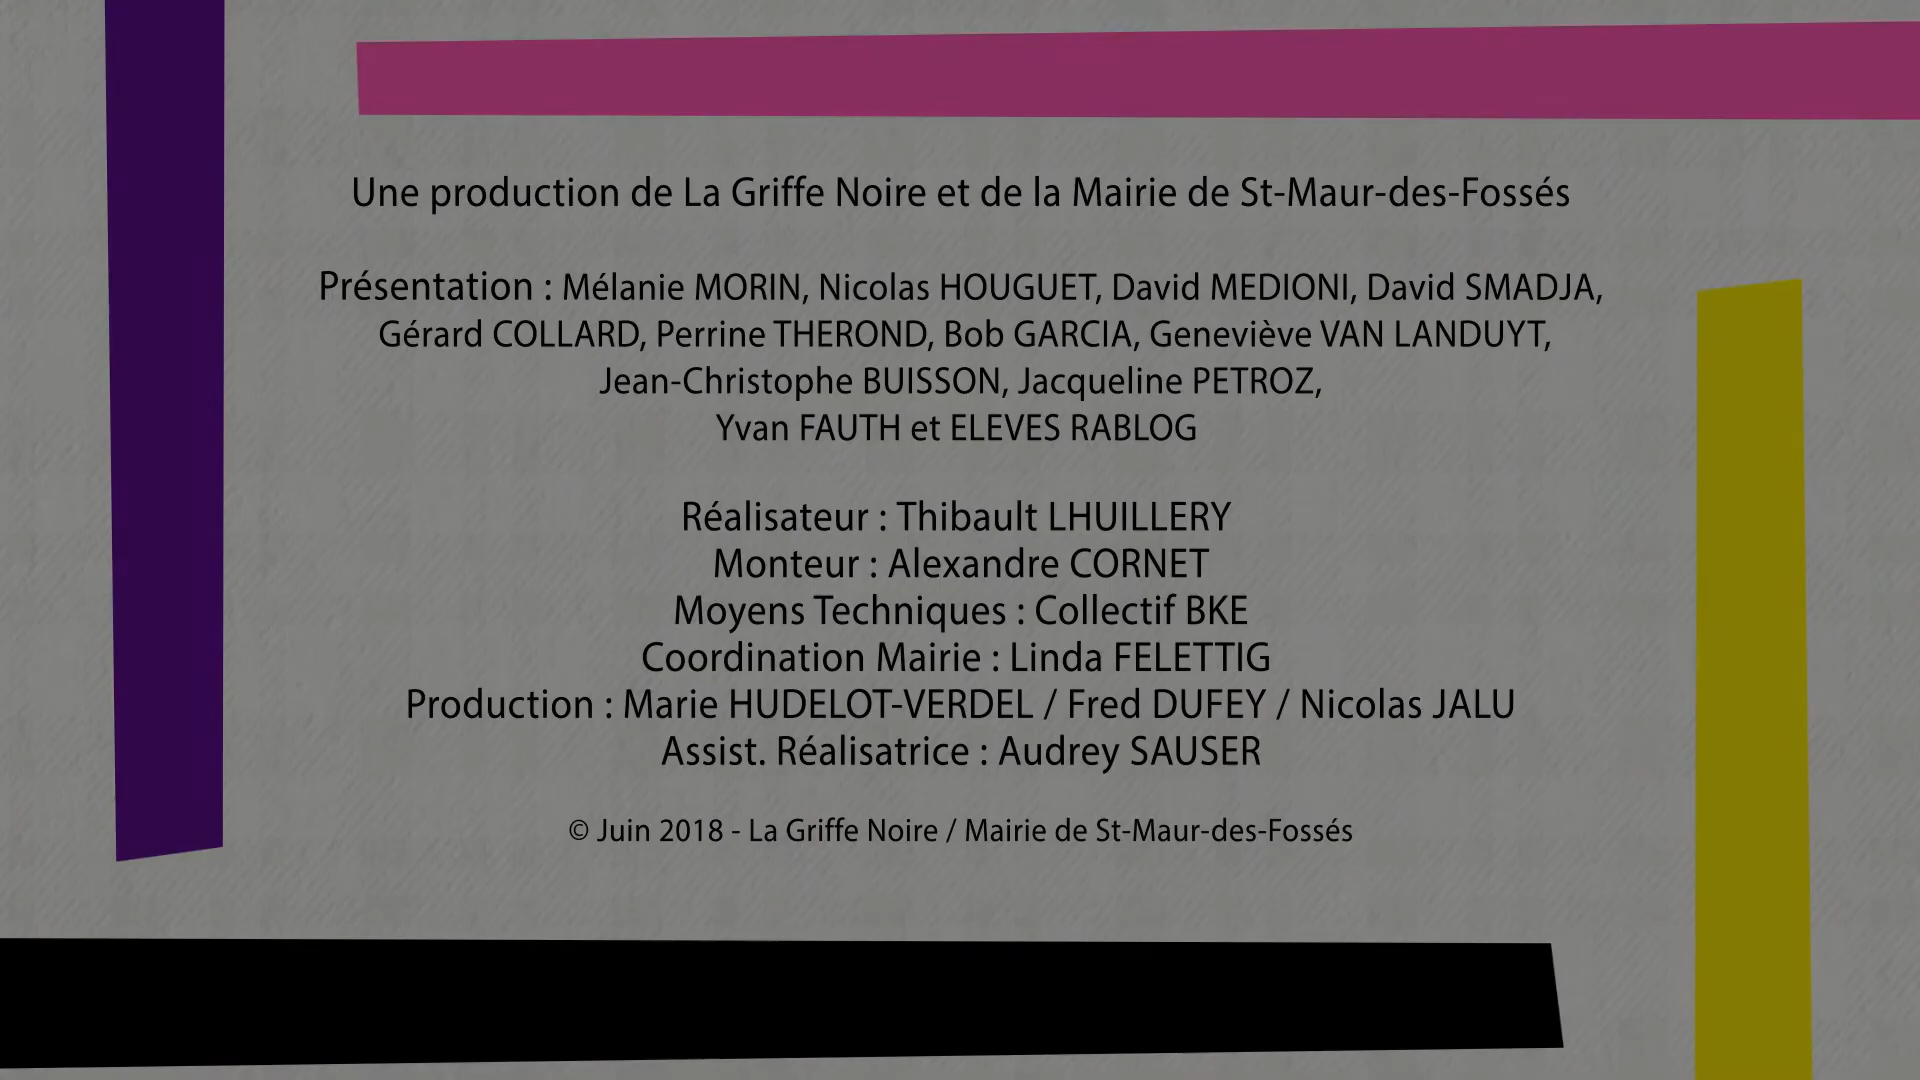 Une production de La Griffe Noire et de la Mairie de St-Maur-des-Fossés
Présentation : Mélanie MORIN, Nicolas HOUGUET, David MEDIONI, David SMADJA,
Gérard COLLARD, Perrine THEROND, Bob GARCIA, Geneviève VAN LANDUYT,
Jean-Christophe BUISSON, Jacqueline PETROZ,
Yvan FAUTH et ELEVES RABLOG
Réalisateur : Thibault LHUILLERY
Monteur : Alexandre CORNET
Moyens Techniques : Collectif BKE
Coordination Mairie : Linda FELETTIG
Production : Marie HUDELOT-VERDEL / Fred DUFEY / Nicolas JALU
Assist. Réalisatrice : Audrey SAUSER
© Juin 2018 - La Griffe Noire / Mairie de St-Maur-des-Fossés